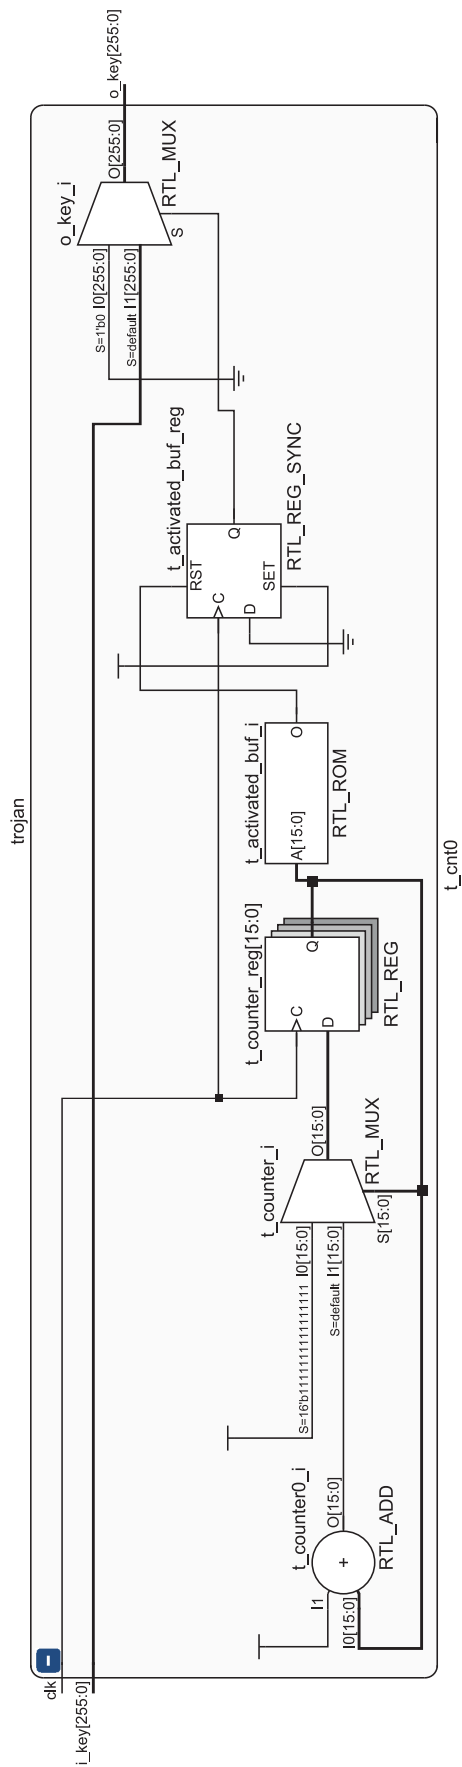 trojan
clk
i_key[255:0]
t_counter0_i
I1
I0[15:0]
+
O[15:0]
RTL_ADD
S=16'b1111111111111111 I0[15:0]
S=default I1[15:0]
t_counter_i
O[15:0]
S[15:0]
RTL_MUX
t_counter_reg[15:0]
C
D
Q
RTL_REG
t_activated_buf_i
A[15:0]
O
RTL_ROM
t_activated_buf_reg
RST
C
D
SET
Q
RTL_REG_SYNC
o_key_i
S=1'b0 I0[255:0]
S=default I1[255:0]
S
O[255:0]
RTL_MUX
o_key[255:0]
t_cnt0